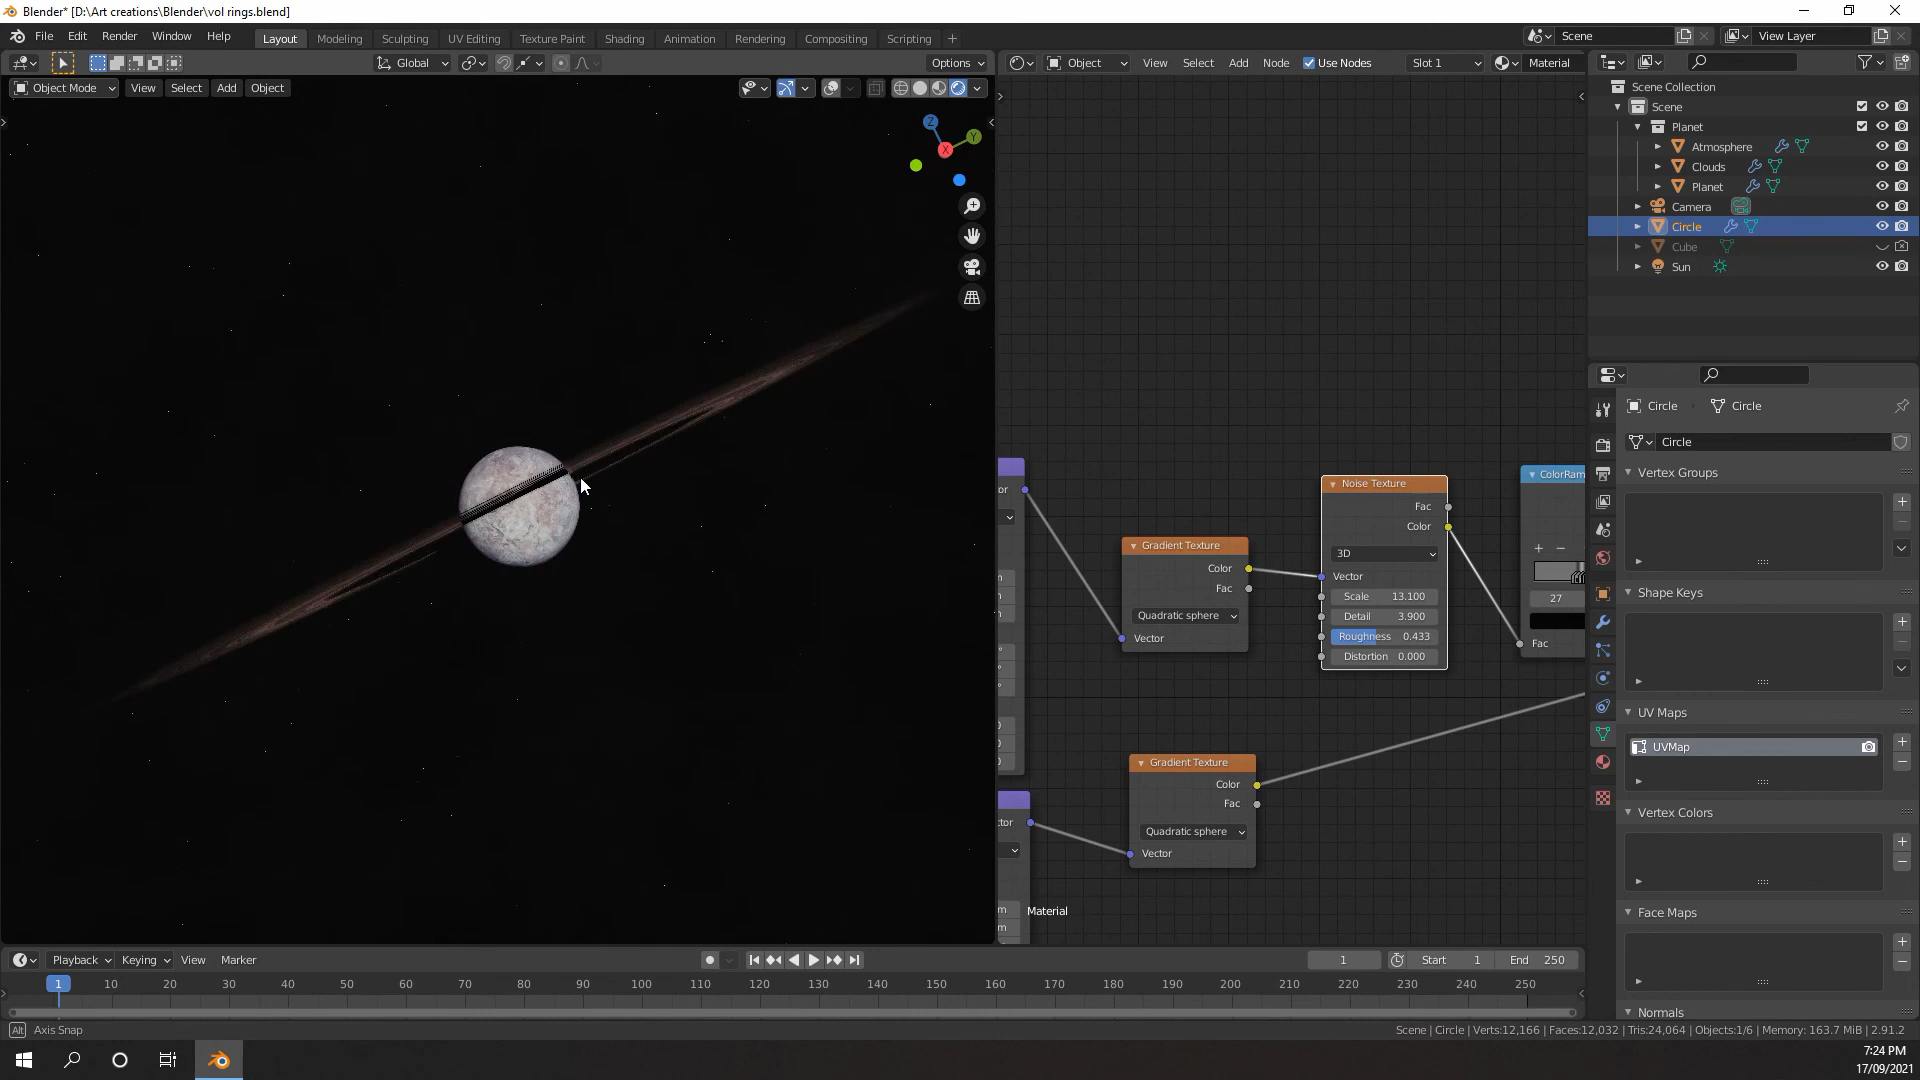 Blender* [D:\Art creations\Blender\vol rings.blend]
File Edit Render Window Help Layout Modeling Sculpting UV Editing Texture Paint Shading Animation Rendering Compositing Scripting + Scene View Layer
Global Options Object View Select Add Node Use Nodes Slot 1 Material
Object Mode View Select Add Object
Z Y X
Scene Collection
Scene
Planet
Atmosphere
Clouds
Planet
Camera
Circle
Cube
Sun
Circle Circle
Circle
Vertex Groups
Shape Keys
UV Maps
UVMap
Vertex Colors
Face Maps
Normals
or
Gradient Texture
Color
Fac
Quadratic sphere
Vector
Noise Texture
Fac
Color
3D
Vector
Scale 13.100
Detail 3.900
Roughness 0.433
Distortion 0.000
ColorRam
27
Fac
tor
Gradient Texture
Color
Fac
Quadratic sphere
Vector
m
m
Material
Playback Keying View Marker 1 Start 1 End 250
1 10 20 30 40 50 60 70 80 90 100 110 120 130 140 150 160 170 180 190 200 210 220 230 240 250
Alt Axis Snap Scene | Circle | Verts:12,166 | Faces:12,032 | Tris:24,064 | Objects:1/6 | Memory: 163.7 MiB | 2.91.2
7:24 PM
17/09/2021